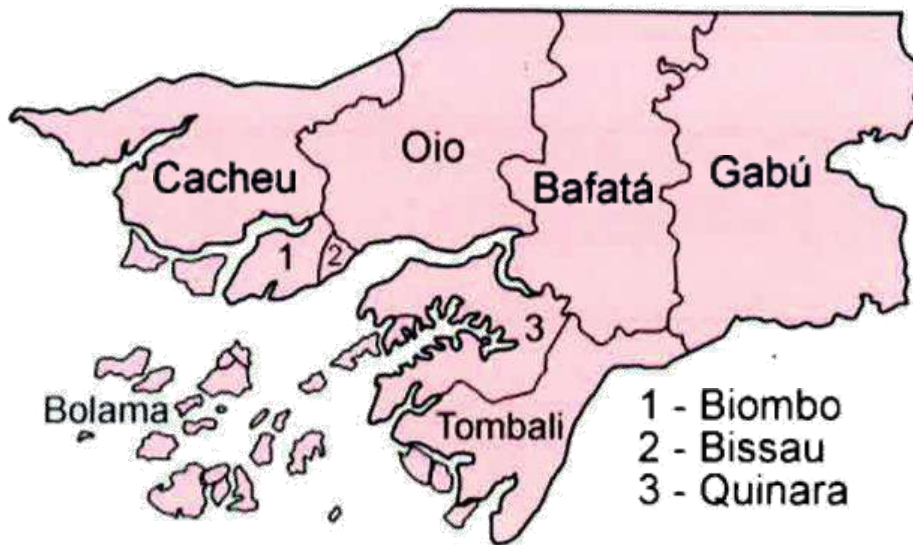 Oio
Cacheu
Bafatá
Gabú
1
2
3
Bolama
Tombali
1 - Biombo
2 - Bissau
3 - Quinara